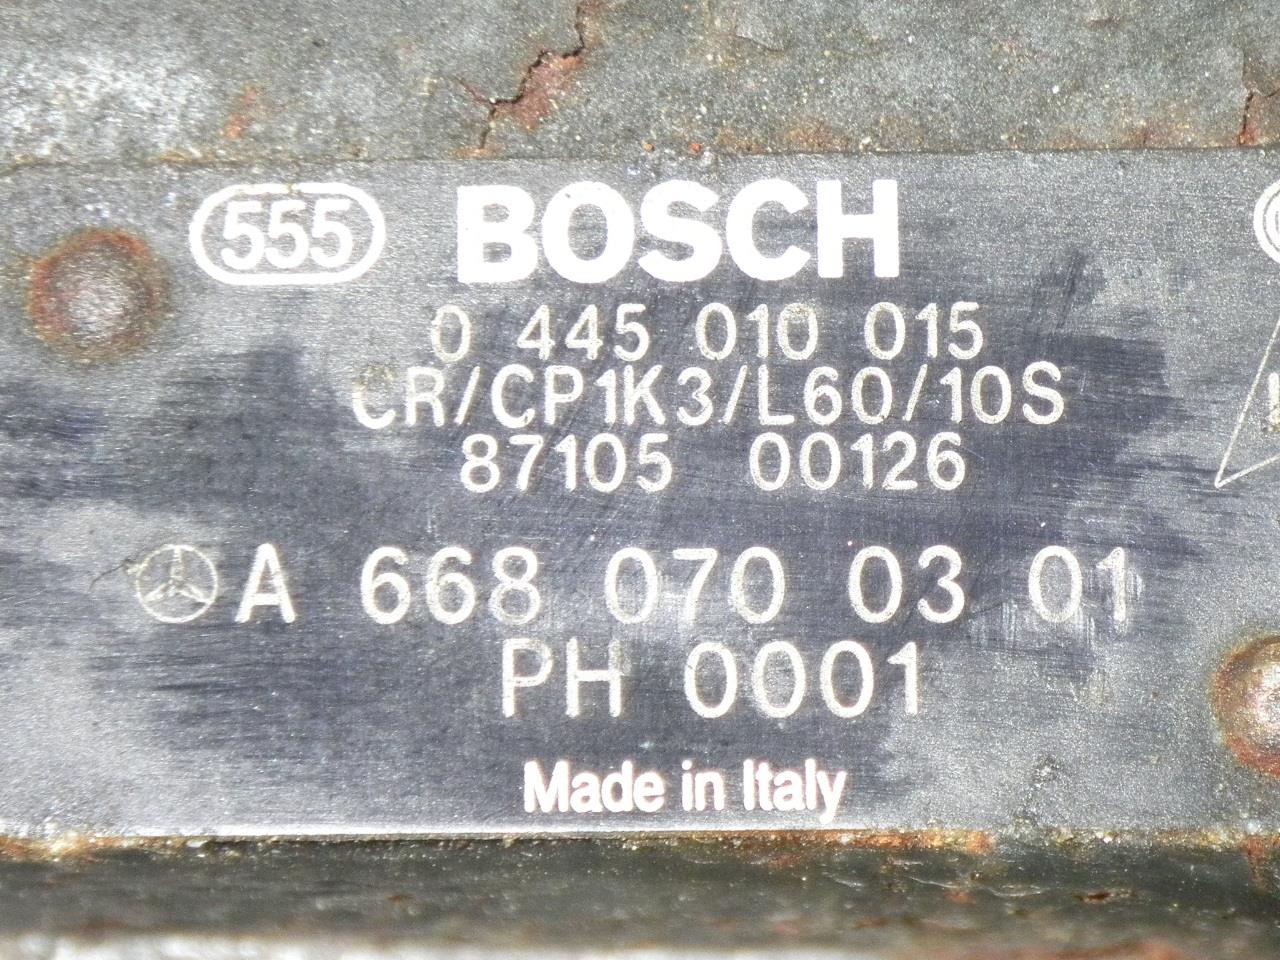 555 BOSCH
0 445 010 015
CR/CP1K3/L60/10S
87105 00126
A 668 070 03 01
PH 0001
Made in Italy